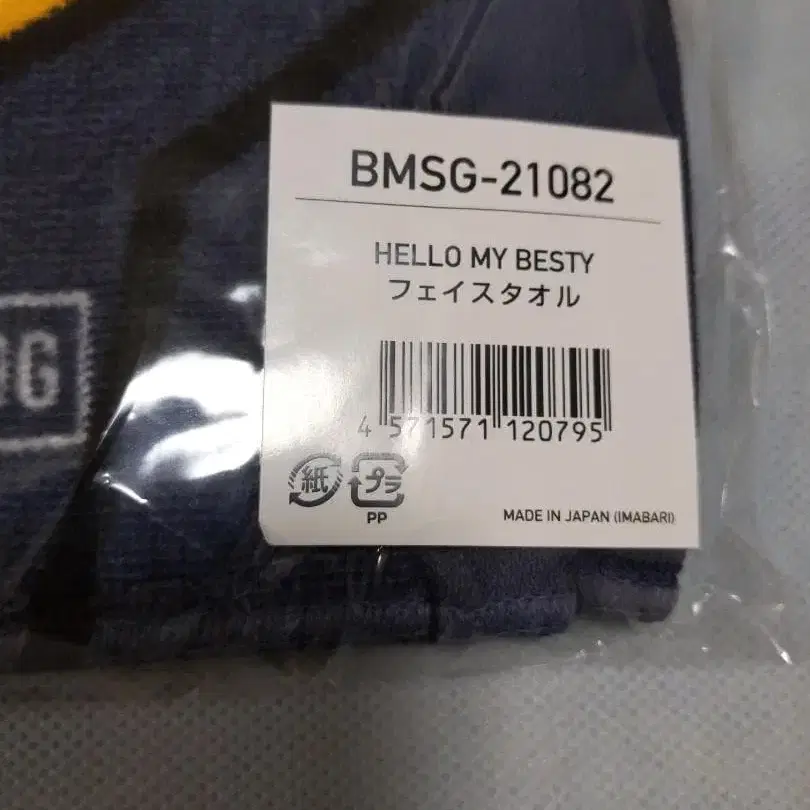 BMSG-21082
HELLO MY BESTY
フェイスタオル
4 571571 120795
紙
プラ
PP
MADE IN JAPAN (IMABARI)